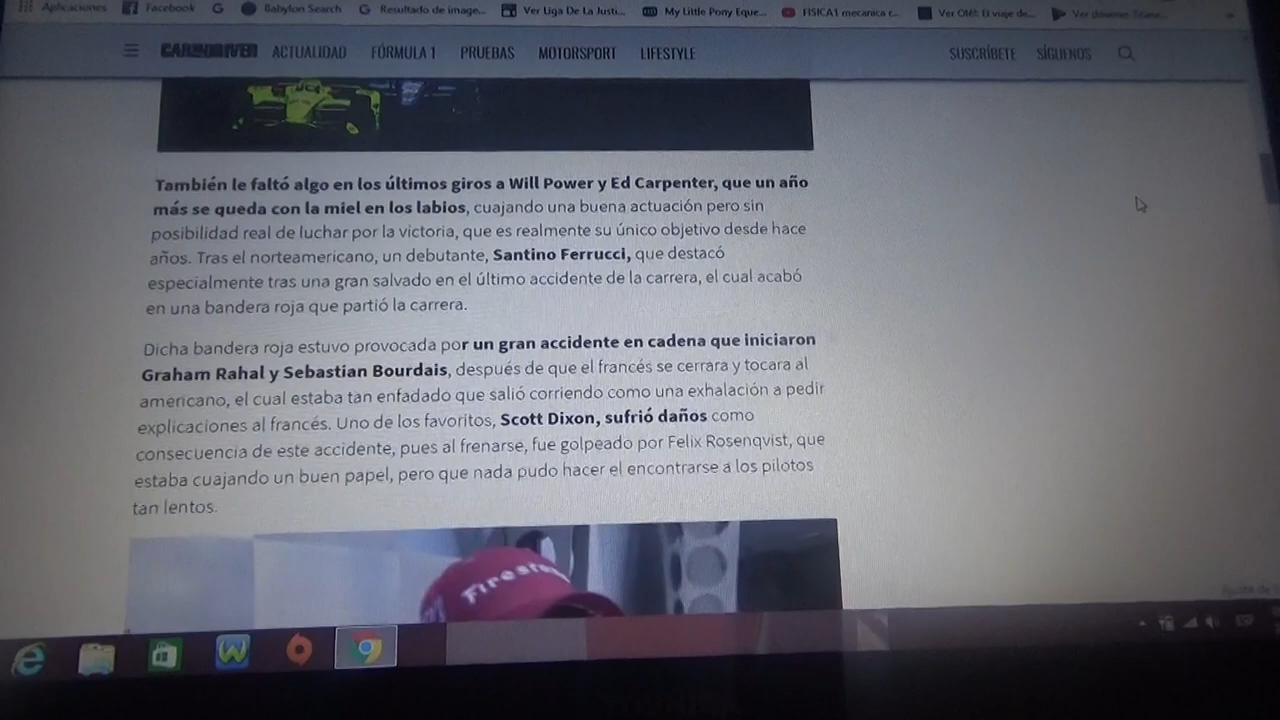 Aplicaciones Facebook Babylon Search Resultado de image... Ver Liga De La Justi... My Little Pony Eque... FISICA1 mecanica c...
CAR AND DRIVER ACTUALIDAD FÓRMULA 1 PRUEBAS MOTORSPORT LIFESTYLE SUSCRÍBETE SÍGUENOS
También le faltó algo en los últimos giros a Will Power y Ed Carpenter, que un año
más se queda con la miel en los labios, cuajando una buena actuación pero sin
posibilidad real de luchar por la victoria, que es realmente su único objetivo desde hace
años. Tras el norteamericano, un debutante, Santino Ferrucci, que destacó
especialmente tras una gran salvado en el último accidente de la carrera, el cual acabó
en una bandera roja que partió la carrera.
Dicha bandera roja estuvo provocada por un gran accidente en cadena que iniciaron
Graham Rahal y Sebastian Bourdais, después de que el francés se cerrara y tocara al
americano, el cual estaba tan enfadado que salió corriendo como una exhalación a pedir
explicaciones al francés. Uno de los favoritos, Scott Dixon, sufrió daños como
consecuencia de este accidente, pues al frenarse, fue golpeado por Felix Rosenqvist, que
estaba cuajando un buen papel, pero que nada pudo hacer el encontrarse a los pilotos
tan lentos.
Firestone